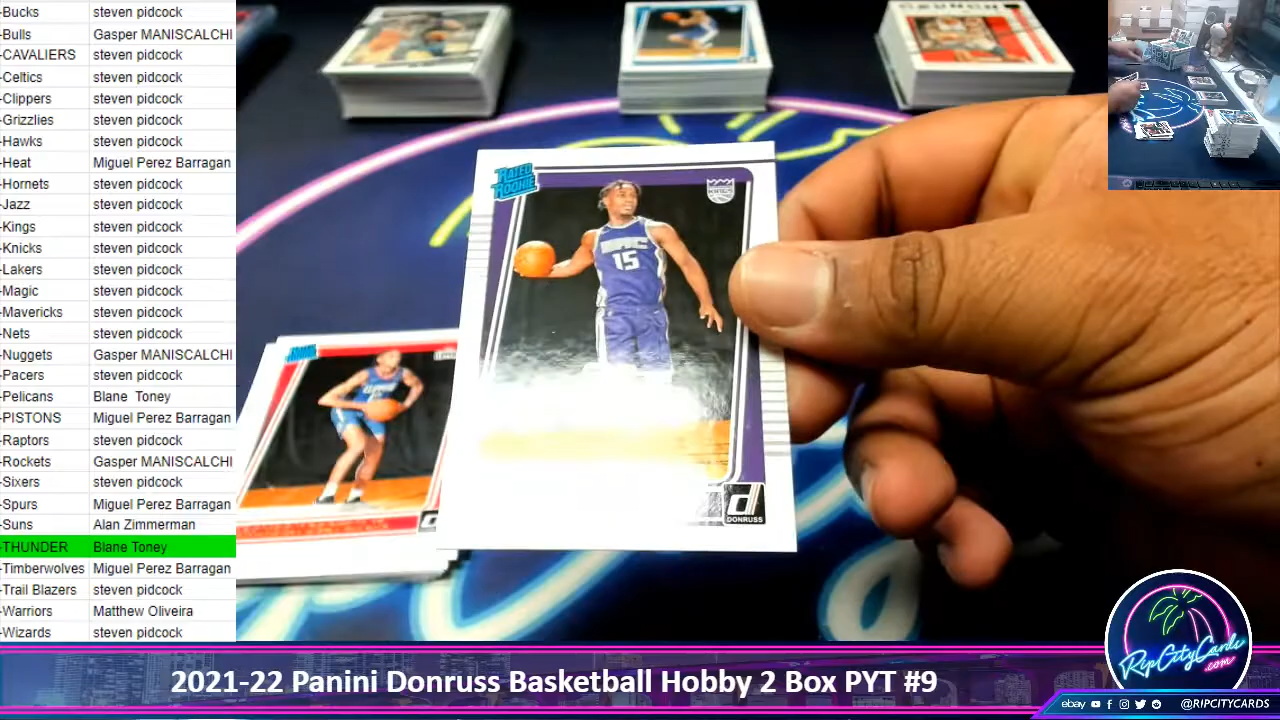 -Bucks steven pidcock
-Bulls Gasper MANISCALCHI
-CAVALIERS steven pidcock
-Celtics steven pidcock
-Clippers steven pidcock
-Grizzlies steven pidcock
-Hawks steven pidcock
-Heat Miguel Perez Barragan
-Hornets steven pidcock
-Jazz steven pidcock
-Kings steven pidcock
-Knicks steven pidcock
-Lakers steven pidcock
-Magic steven pidcock
-Mavericks steven pidcock
-Nets steven pidcock
-Nuggets Gasper MANISCALCHI
-Pacers steven pidcock
-Pelicans Blane Toney
-PISTONS Miguel Perez Barragan
-Raptors steven pidcock
-Rockets Gasper MANISCALCHI
-Sixers steven pidcock
-Spurs Miguel Perez Barragan
-Suns Alan Zimmerman
-THUNDER Blane Toney
-Timberwolves Miguel Perez Barragan
-Trail Blazers steven pidcock
-Warriors Matthew Oliveira
-Wizards steven pidcock
RATED
ROOKIE
KINGS
15
d
DONRUSS
2021-22 Panini Donruss Basketball Hobby 2 Box PYT #9
RipCityCards
.com
ebay @RIPCITYCARDS